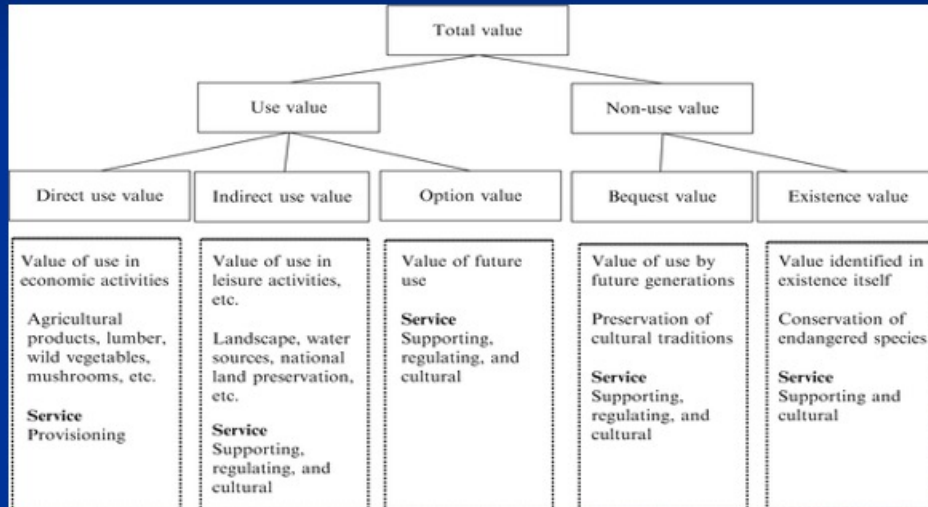 Total value
Use value
Non-use value
Direct use value
Indirect use value
Option value
Bequest value
Existence value
Value of use in
economic activities
Agricultural
products, lumber,
wild vegetables,
mushrooms, etc.
Service
Provisioning
Value of use in
leisure activities,
etc.
Landscape, water
sources, national
land preservation,
etc.
Service
Supporting,
regulating, and
cultural
Value of future
use
Service
Supporting,
regulating, and
cultural
Value of use by
future generations
Preservation of
cultural traditions
Service
Supporting,
regulating, and
cultural
Value identified in
existence itself
Conservation of
endangered species
Service
Supporting and
cultural